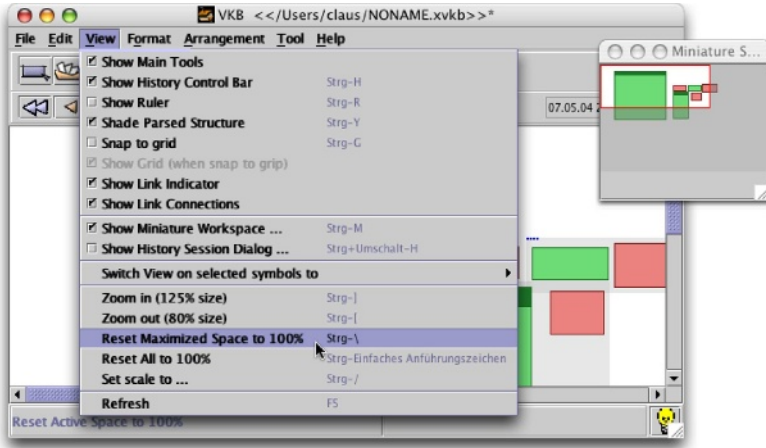 VKB <</Users/claus/NONAME.xvkb>>*
File Edit View Format Arrangement Tool Help
Miniature S...
Show Main Tools
Show History Control Bar Strg-H
Show Ruler Strg-R
07.05.04
Shade Parsed Structure Strg-Y
Snap to grid Strg-G
Show Grid (when snap to grip)
Show Link Indicator
Show Link Connections
Show Miniature Workspace ... Strg-M
Show History Session Dialog ... Strg+Umschalt-H
Switch View on selected symbols to
Zoom in (125% size) Strg-]
Zoom out (80% size) Strg-[
Reset Maximized Space to 100% Strg-\
Reset All to 100% Strg-Einfaches Anführungszeichen
Set scale to ... Strg-/
Refresh F5
Reset Active Space to 100%